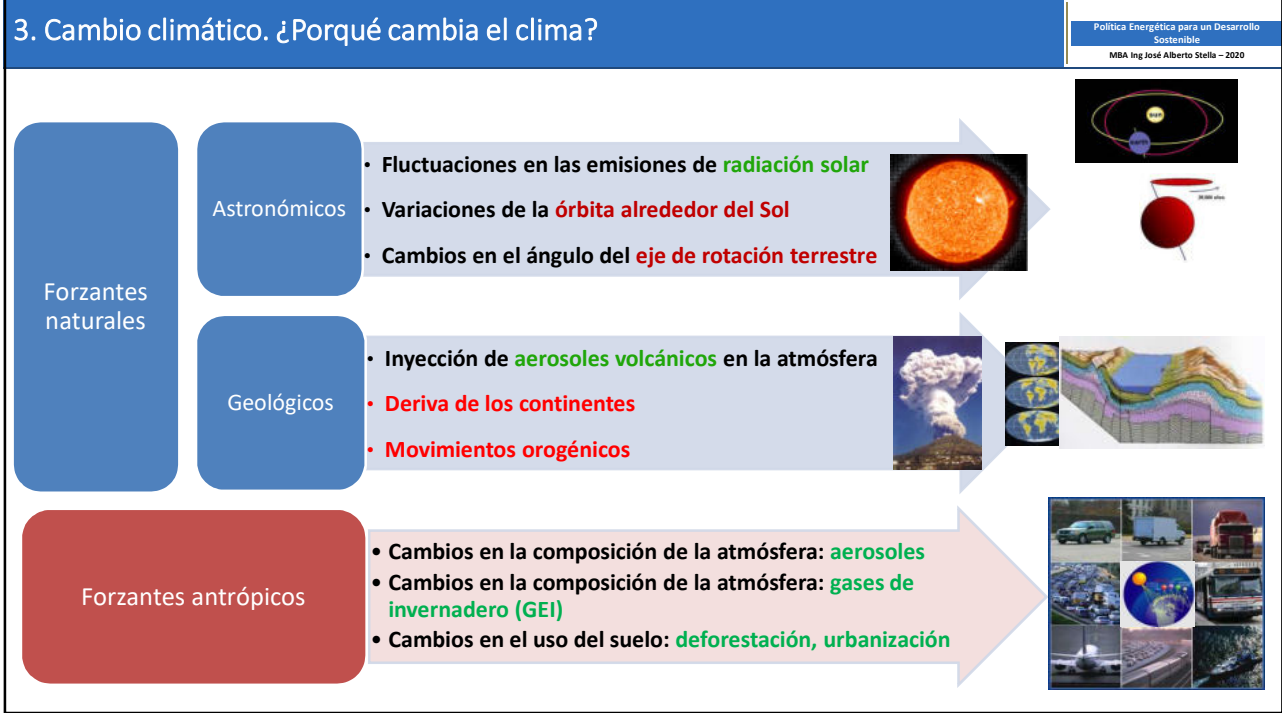 3. Cambio climático. ¿Porqué cambia el clima?
Política Energética para un Desarrollo
Sostenible
MBA Ing José Alberto Stella – 2020
Forzantes
naturales
Astronómicos
• Fluctuaciones en las emisiones de radiación solar
• Variaciones de la órbita alrededor del Sol
• Cambios en el ángulo del eje de rotación terrestre
sun
earth
Geológicos
• Inyección de aerosoles volcánicos en la atmósfera
• Deriva de los continentes
• Movimientos orogénicos
Forzantes antrópicos
• Cambios en la composición de la atmósfera: aerosoles
• Cambios en la composición de la atmósfera: gases de
invernadero (GEI)
• Cambios en el uso del suelo: deforestación, urbanización